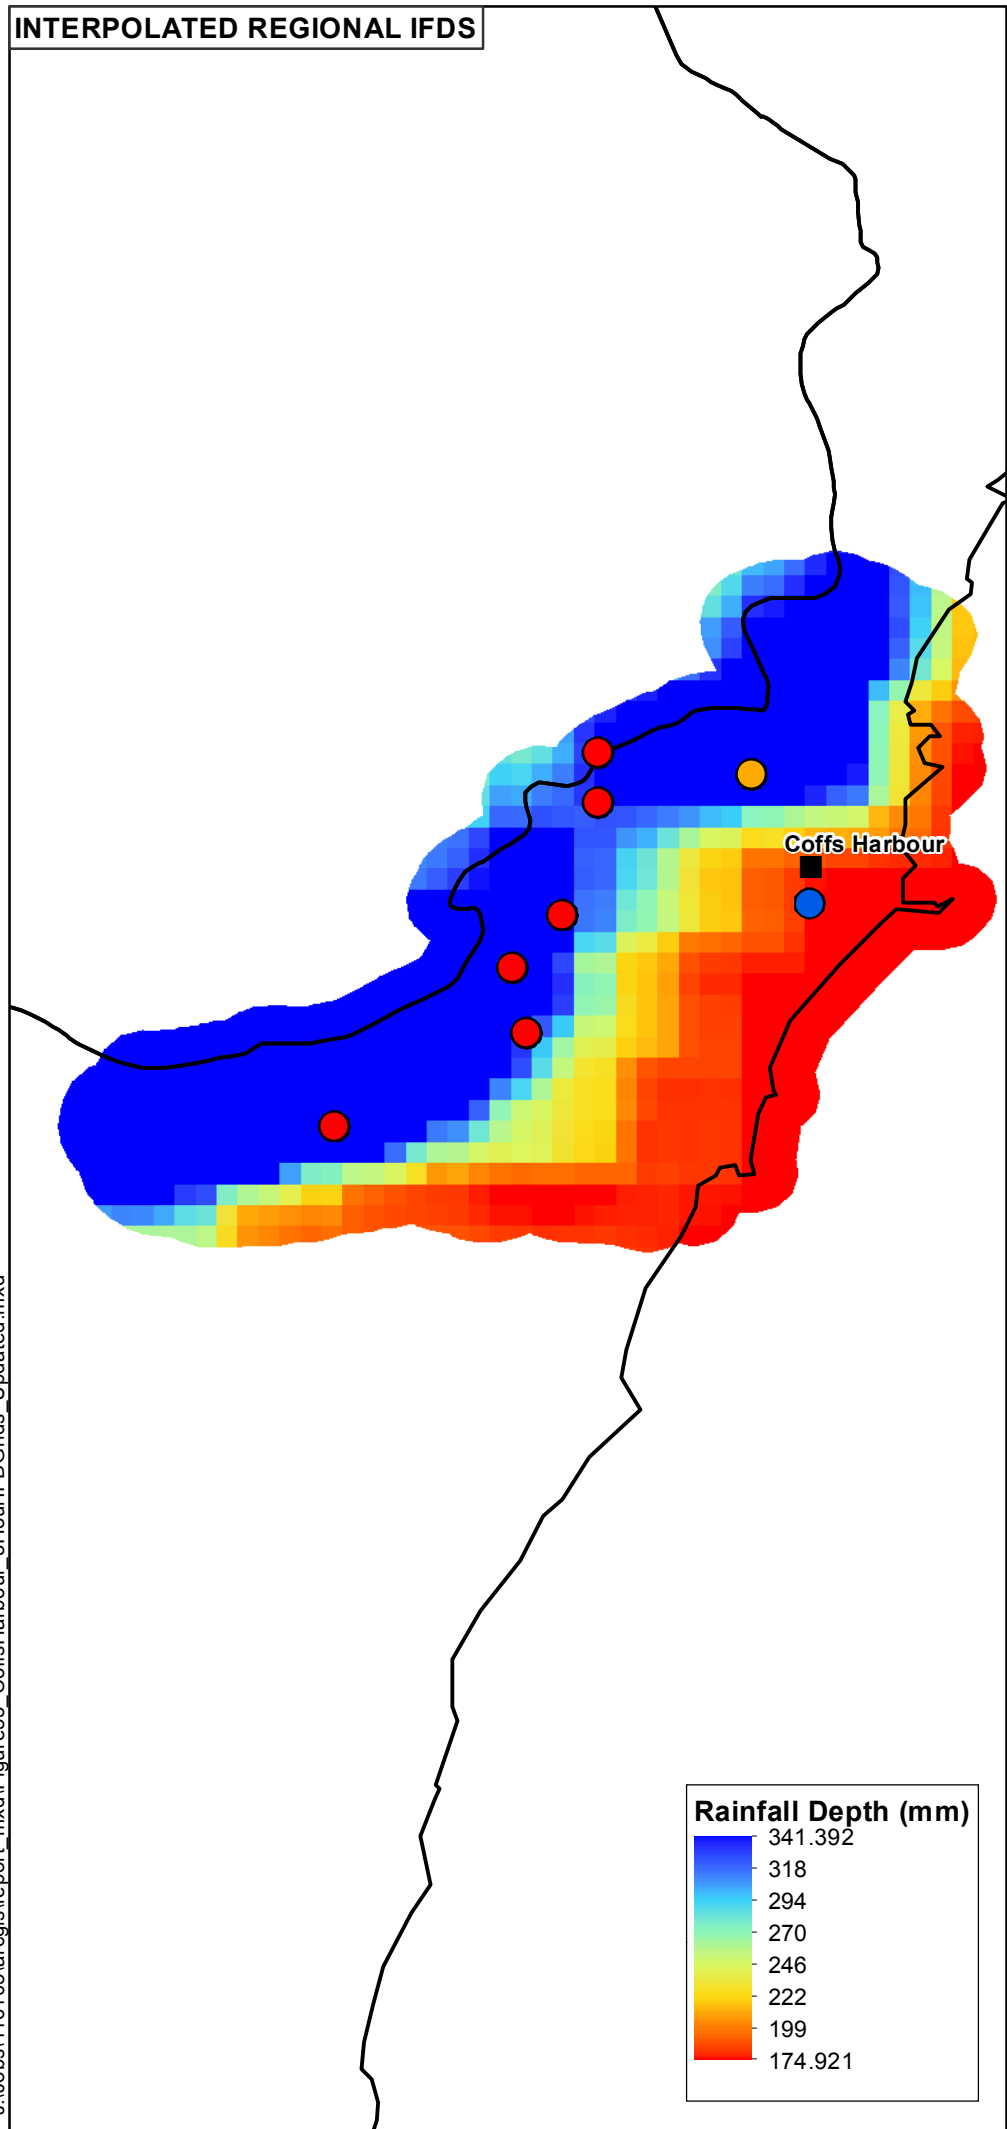 INTERPOLATED REGIONAL IFDS
Coffs Harbour
Rainfall Depth (mm)
341.392
318
294
270
246
222
199
174.921